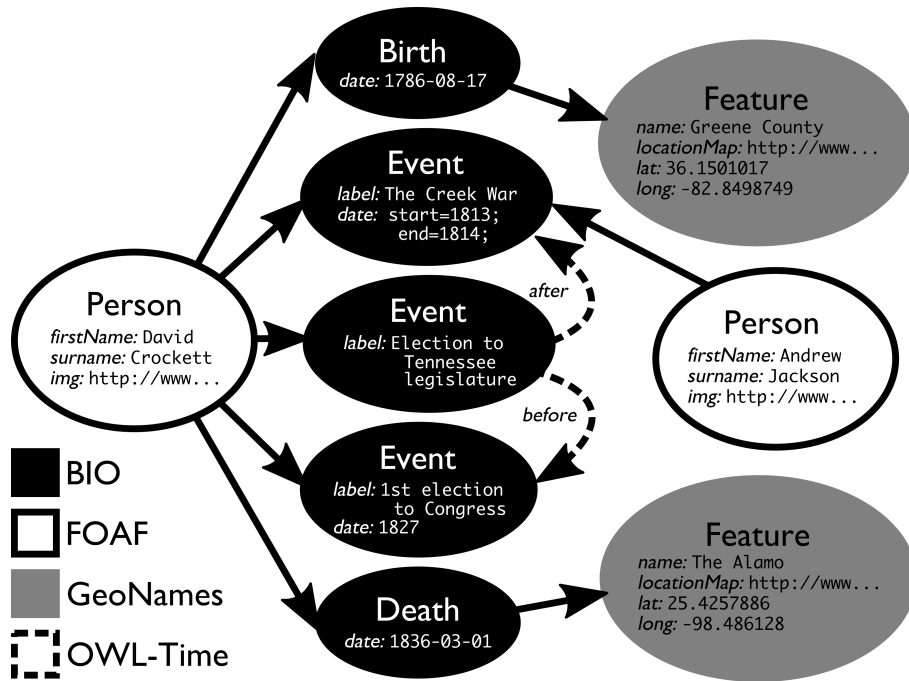 Birth
date: 1786-08-17
Feature
name: Greene County
locationMap: http://www...
lat: 36.1501017
long: -82.8498749
Event
label: The Creek War
date: start=1813;
end=1814;
Person
firstName: David
surname: Crockett
img: http://www...
after
Event
label: Election to
Tennessee
legislature
Person
firstName: Andrew
surname: Jackson
img: http://www...
before
Event
label: 1st election
to Congress
date: 1827
BIO
FOAF
GeoNames
OWL-Time
Feature
name: The Alamo
locationMap: http://www...
lat: 25.4257886
long: -98.486128
Death
date: 1836-03-01